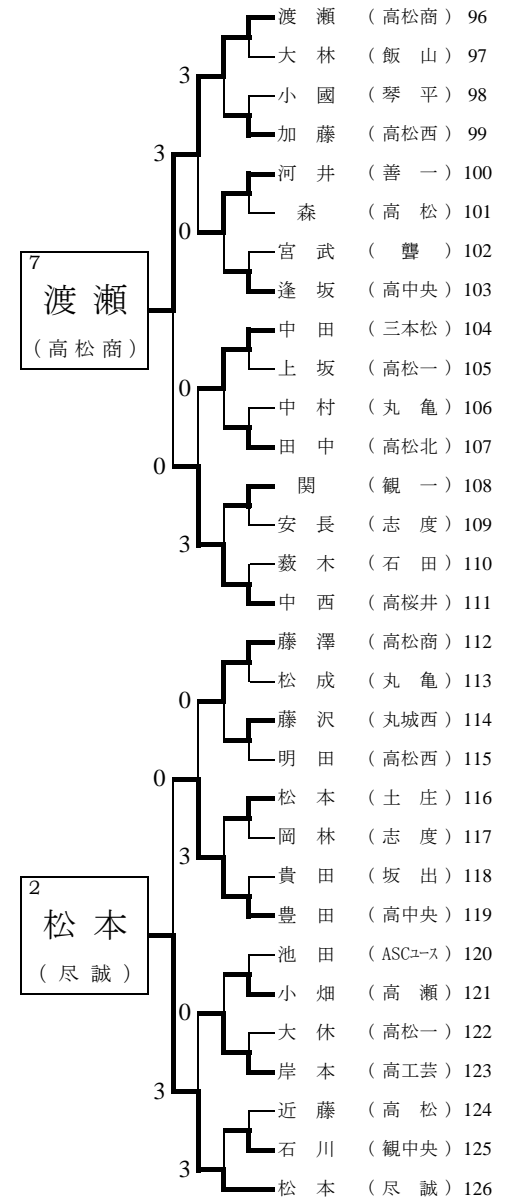 渡 瀬 （ 高松商 ） 96
大 林 （ 飯 山 ） 97
3
小 國 （ 琴 平 ） 98
加 藤 （ 高松西 ） 99
3
河 井 （ 善 一 ） 100
森 （ 高 松 ） 101
0
宮 武 （ 聾 ） 102
逢 坂 （ 高中央 ） 103
7
渡 瀬
（ 高 松 商 ）
中 田 （ 三本松 ） 104
上 坂 （ 高松一 ） 105
0
中 村 （ 丸 亀 ） 106
田 中 （ 高松北 ） 107
0
関 （ 観 一 ） 108
安 長 （ 志 度 ） 109
3
薮 木 （ 石 田 ） 110
中 西 （ 高桜井 ） 111
藤 澤 （ 高松商 ） 112
松 成 （ 丸 亀 ） 113
0
藤 沢 （ 丸城西 ） 114
明 田 （ 高松西 ） 115
0
松 本 （ 土 庄 ） 116
岡 林 （ 志 度 ） 117
3
貴 田 （ 坂 出 ） 118
豊 田 （ 高中央 ） 119
2
松 本
（ 尽 誠 ）
池 田 （ ASCユース ） 120
小 畑 （ 高 瀬 ） 121
0
大 休 （ 高松一 ） 122
岸 本 （ 高工芸 ） 123
3
近 藤 （ 高 松 ） 124
石 川 （ 観中央 ） 125
3
松 本 （ 尽 誠 ） 126